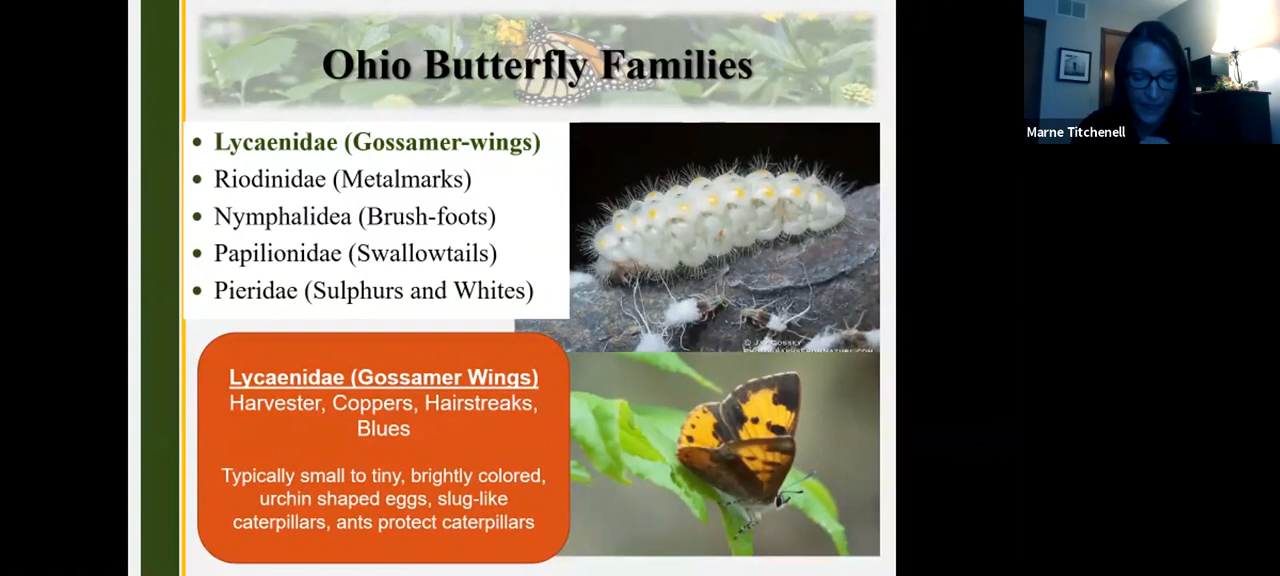 Ohio Butterfly Families
Marne Titchenell
• Lycaenidae (Gossamer-wings)
• Riodinidae (Metalmarks)
• Nymphalidea (Brush-foots)
• Papilionidae (Swallowtails)
• Pieridae (Sulphurs and Whites)
© Jay Cossey
Lycaenidae (Gossamer Wings)
Harvester, Coppers, Hairstreaks,
Blues
Typically small to tiny, brightly colored,
urchin shaped eggs, slug-like
caterpillars, ants protect caterpillars